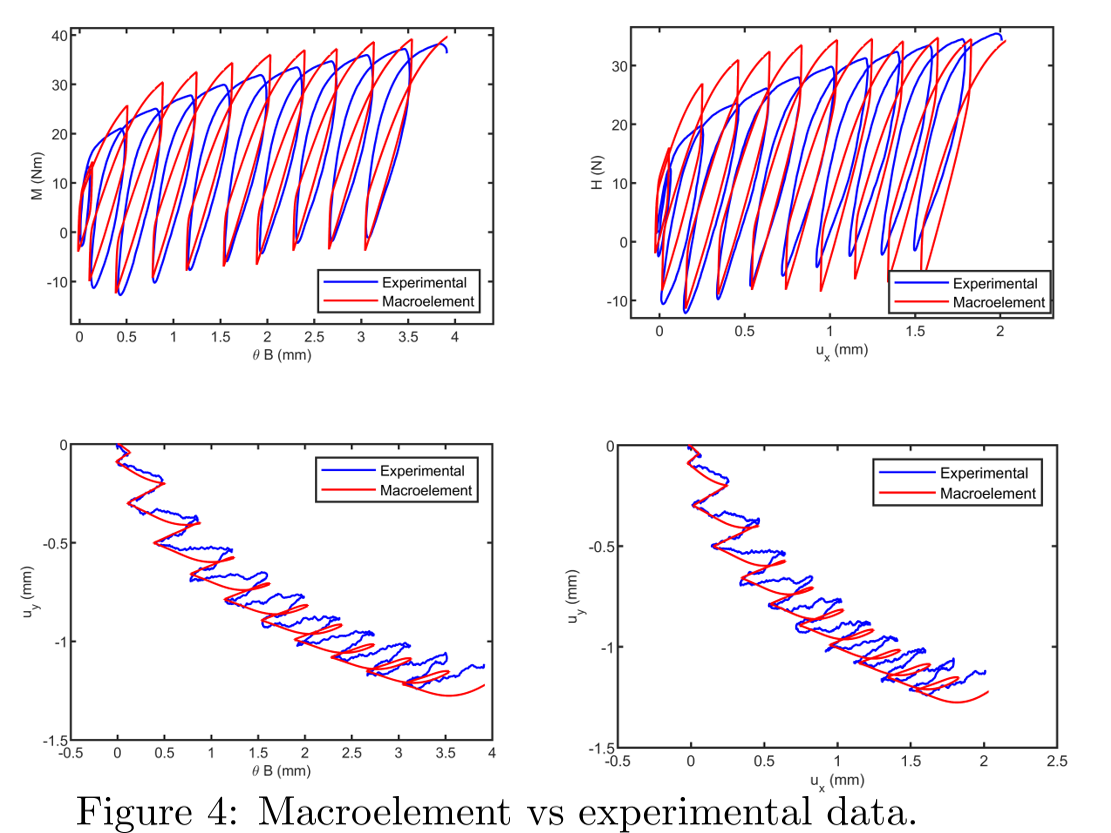 40
30
20
10
0
-10
M (Nm)
0 0.5 1 1.5 2 2.5 3 3.5 4
θ B (mm)
Experimental
Macroelement
30
20
10
0
-10
H (N)
0 0.5 1 1.5 2
u_x (mm)
Experimental
Macroelement
0
-0.5
-1
-1.5
u_y (mm)
-0.5 0 0.5 1 1.5 2 2.5 3 3.5 4
θ B (mm)
Experimental
Macroelement
0
-0.5
-1
-1.5
u_y (mm)
-0.5 0 0.5 1 1.5 2 2.5
u_x (mm)
Experimental
Macroelement
Figure 4: Macroelement vs experimental data.